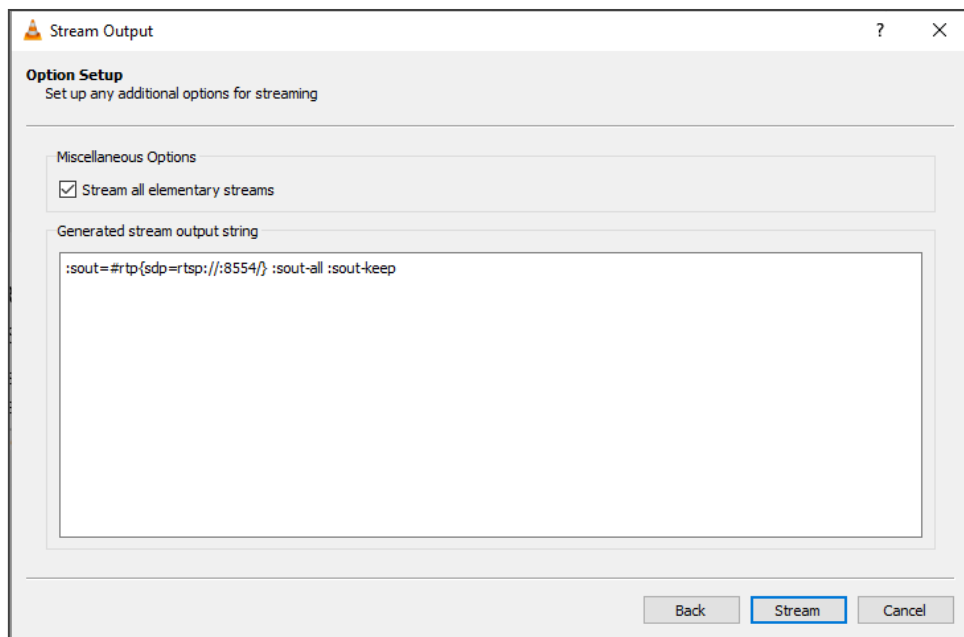 Stream Output
?
Option Setup
Set up any additional options for streaming
Miscellaneous Options
Stream all elementary streams
Generated stream output string
:sout=#rtp{sdp=rtsp://:8554/} :sout-all :sout-keep
Back
Stream
Cancel